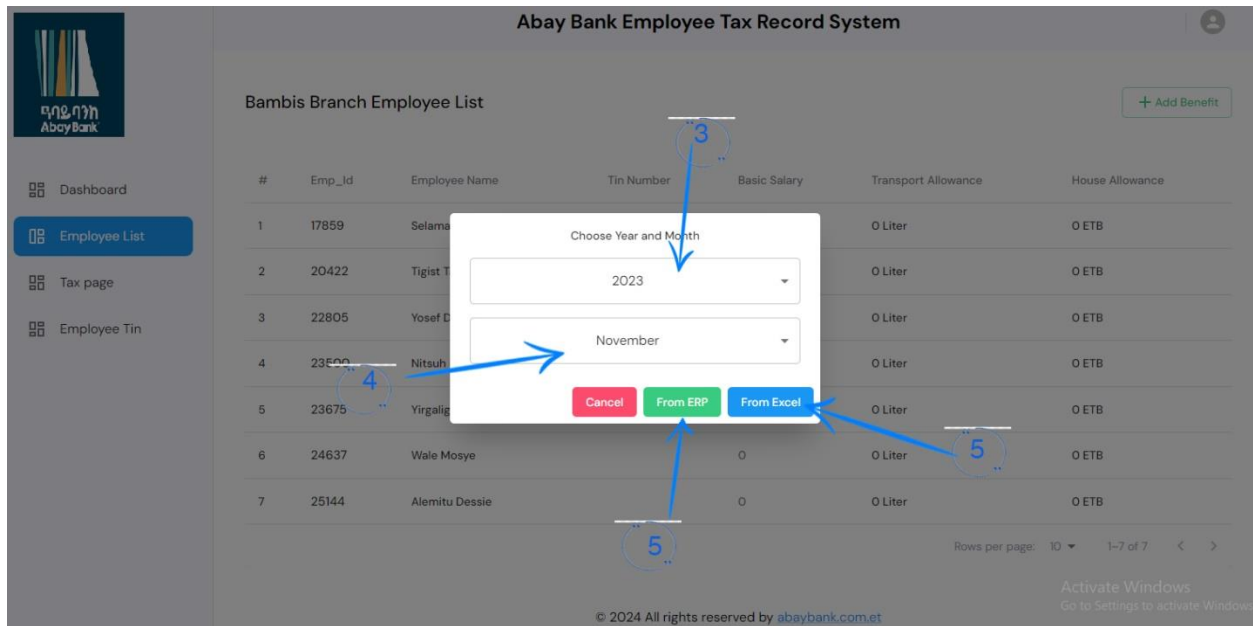 Abay Bank Employee Tax Record System
ዓባይ ባንክ
Abay Bank
Bambis Branch Employee List
+ Add Benefit
3
Dashboard
Employee List
Tax page
Employee Tin
# Emp_Id Employee Name Tin Number Basic Salary Transport Allowance House Allowance
1 17859 Selama 0 Liter 0 ETB
2 20422 Tigist T 0 Liter 0 ETB
3 22805 Yosef D 0 Liter 0 ETB
4 Nitsuh 0 Liter 0 ETB
5 23675 Yirgalig 0 Liter 0 ETB
6 24637 Wale Mosye 0 0 Liter 0 ETB
7 25144 Alemitu Dessie 0 0 Liter 0 ETB
Choose Year and Month
2023
November
4
Cancel From ERP From Excel
5
5
Rows per page: 10 1–7 of 7 < >
Activate Windows
Go to Settings to activate Windows
© 2024 All rights reserved by abaybank.com.et